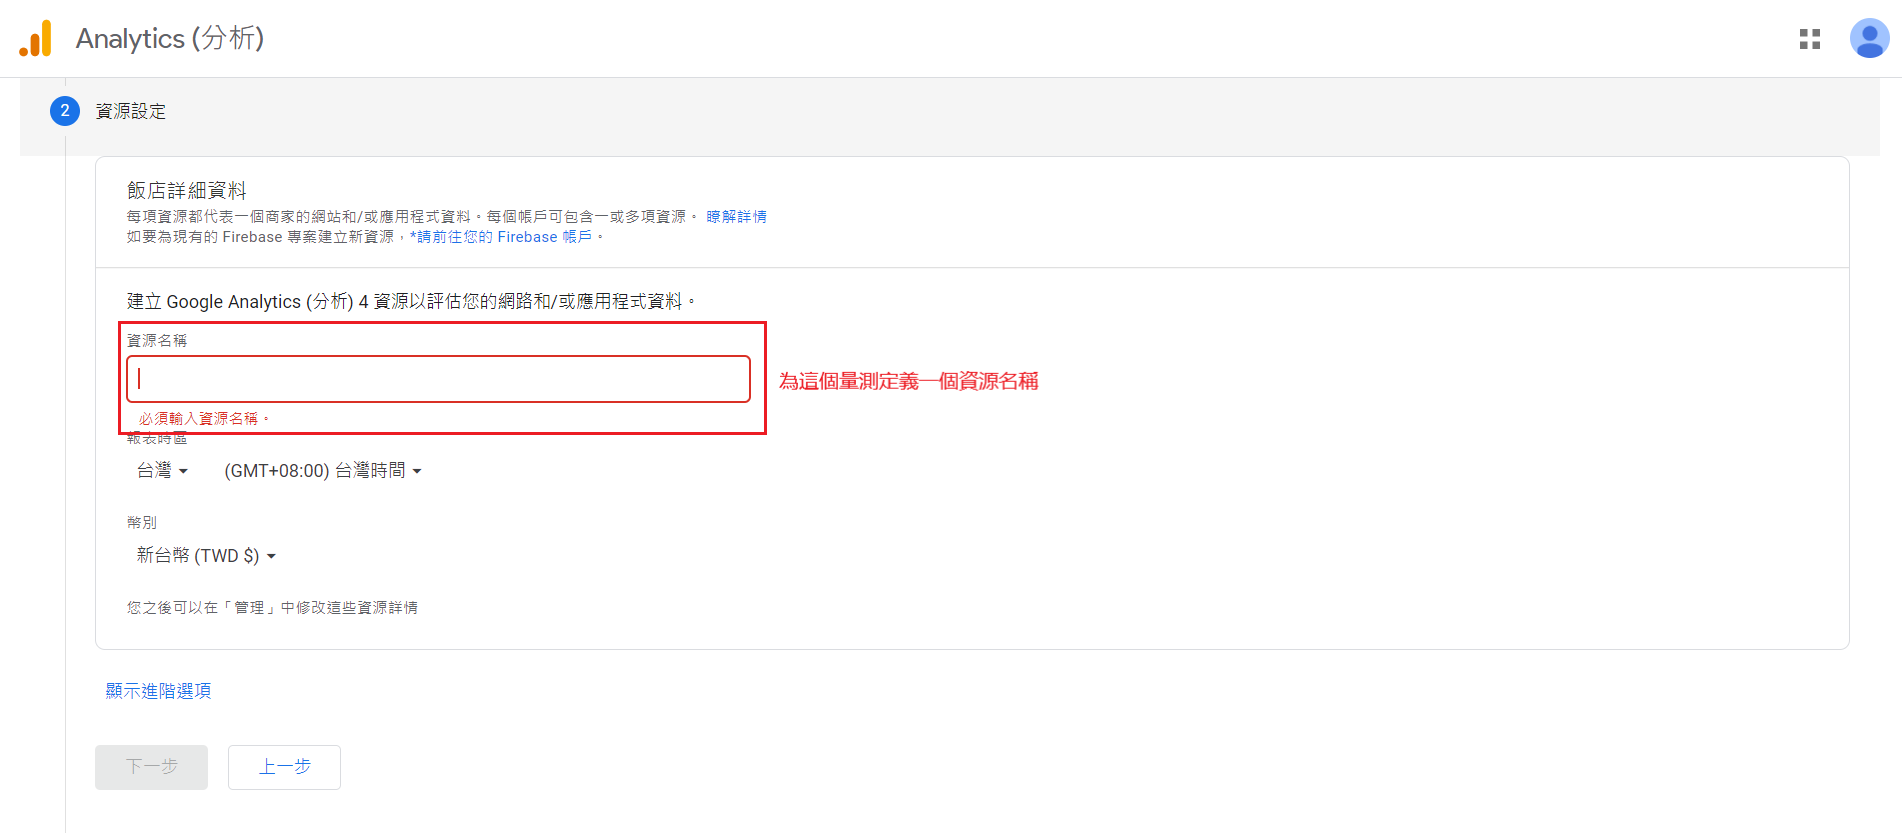 Analytics (分析)
2 資源設定
飯店詳細資料
每項資源都代表一個商家的網站和/或應用程式資料。每個帳戶可包含一或多項資源。 瞭解詳情
如要為現有的 Firebase 專案建立新資源，*請前往您的 Firebase 帳戶。
建立 Google Analytics (分析) 4 資源以評估您的網路和/或應用程式資料。
資源名稱
為這個量測定義一個資源名稱
必須輸入資源名稱。
報表時區
台灣 (GMT+08:00) 台灣時間
幣別
新台幣 (TWD $)
您之後可以在「管理」中修改這些資源詳情
顯示進階選項
下一步 上一步